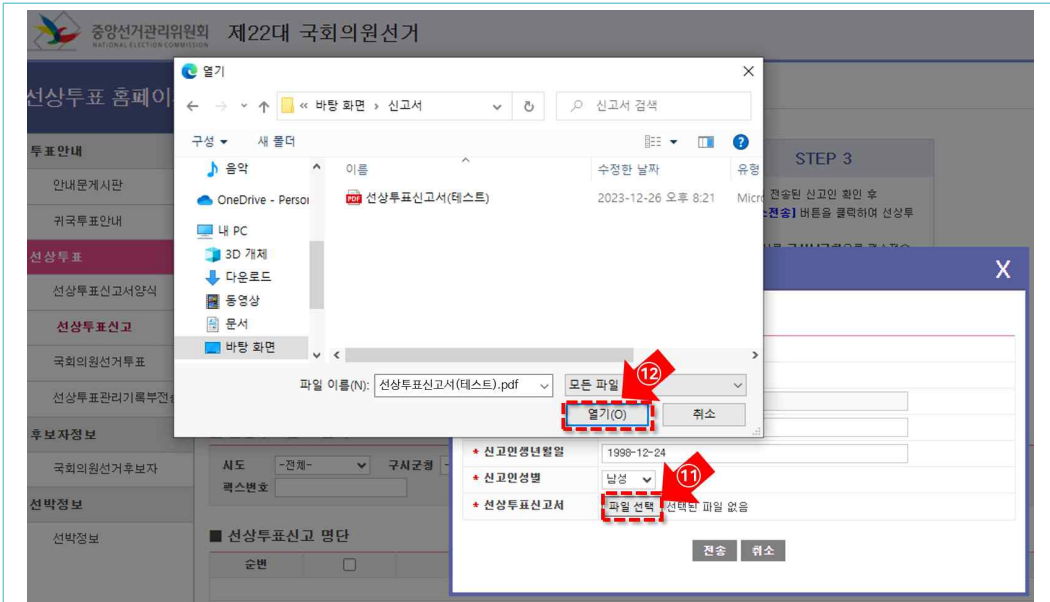 중앙선거관리위원회
NATIONAL ELECTION COMMISSION
제22대 국회의원선거
선상투표 홈페이
투표안내
안내문게시판
귀국투표안내
선상투표
선상투표신고서양식
선상투표신고
국회의원선거투표
선상투표관리기록부전송
후보자정보
국회의원선거후보자
선박정보
선박정보
열기
« 바탕 화면 › 신고서
신고서 검색
구성
새 폴더
음악
OneDrive - Person
내 PC
3D 개체
다운로드
동영상
문서
바탕 화면
이름
수정한 날짜
유형
PDF 선상투표신고서(테스트)
2023-12-26 오후 8:21
Micro
파일 이름(N):
선상투표신고서(테스트).pdf
모든 파일
⑫
열기(O)
취소
STEP 3
전송된 신고인 확인 후
전송] 버튼을 클릭하여 선상투
X
시도
-전체-
구시군청
팩스번호
■ 선상투표신고 명단
순번
* 신고인생년월일
1998-12-24
* 신고인성별
남성
⑪
* 선상투표신고서
파일 선택
선택된 파일 없음
전송
취소